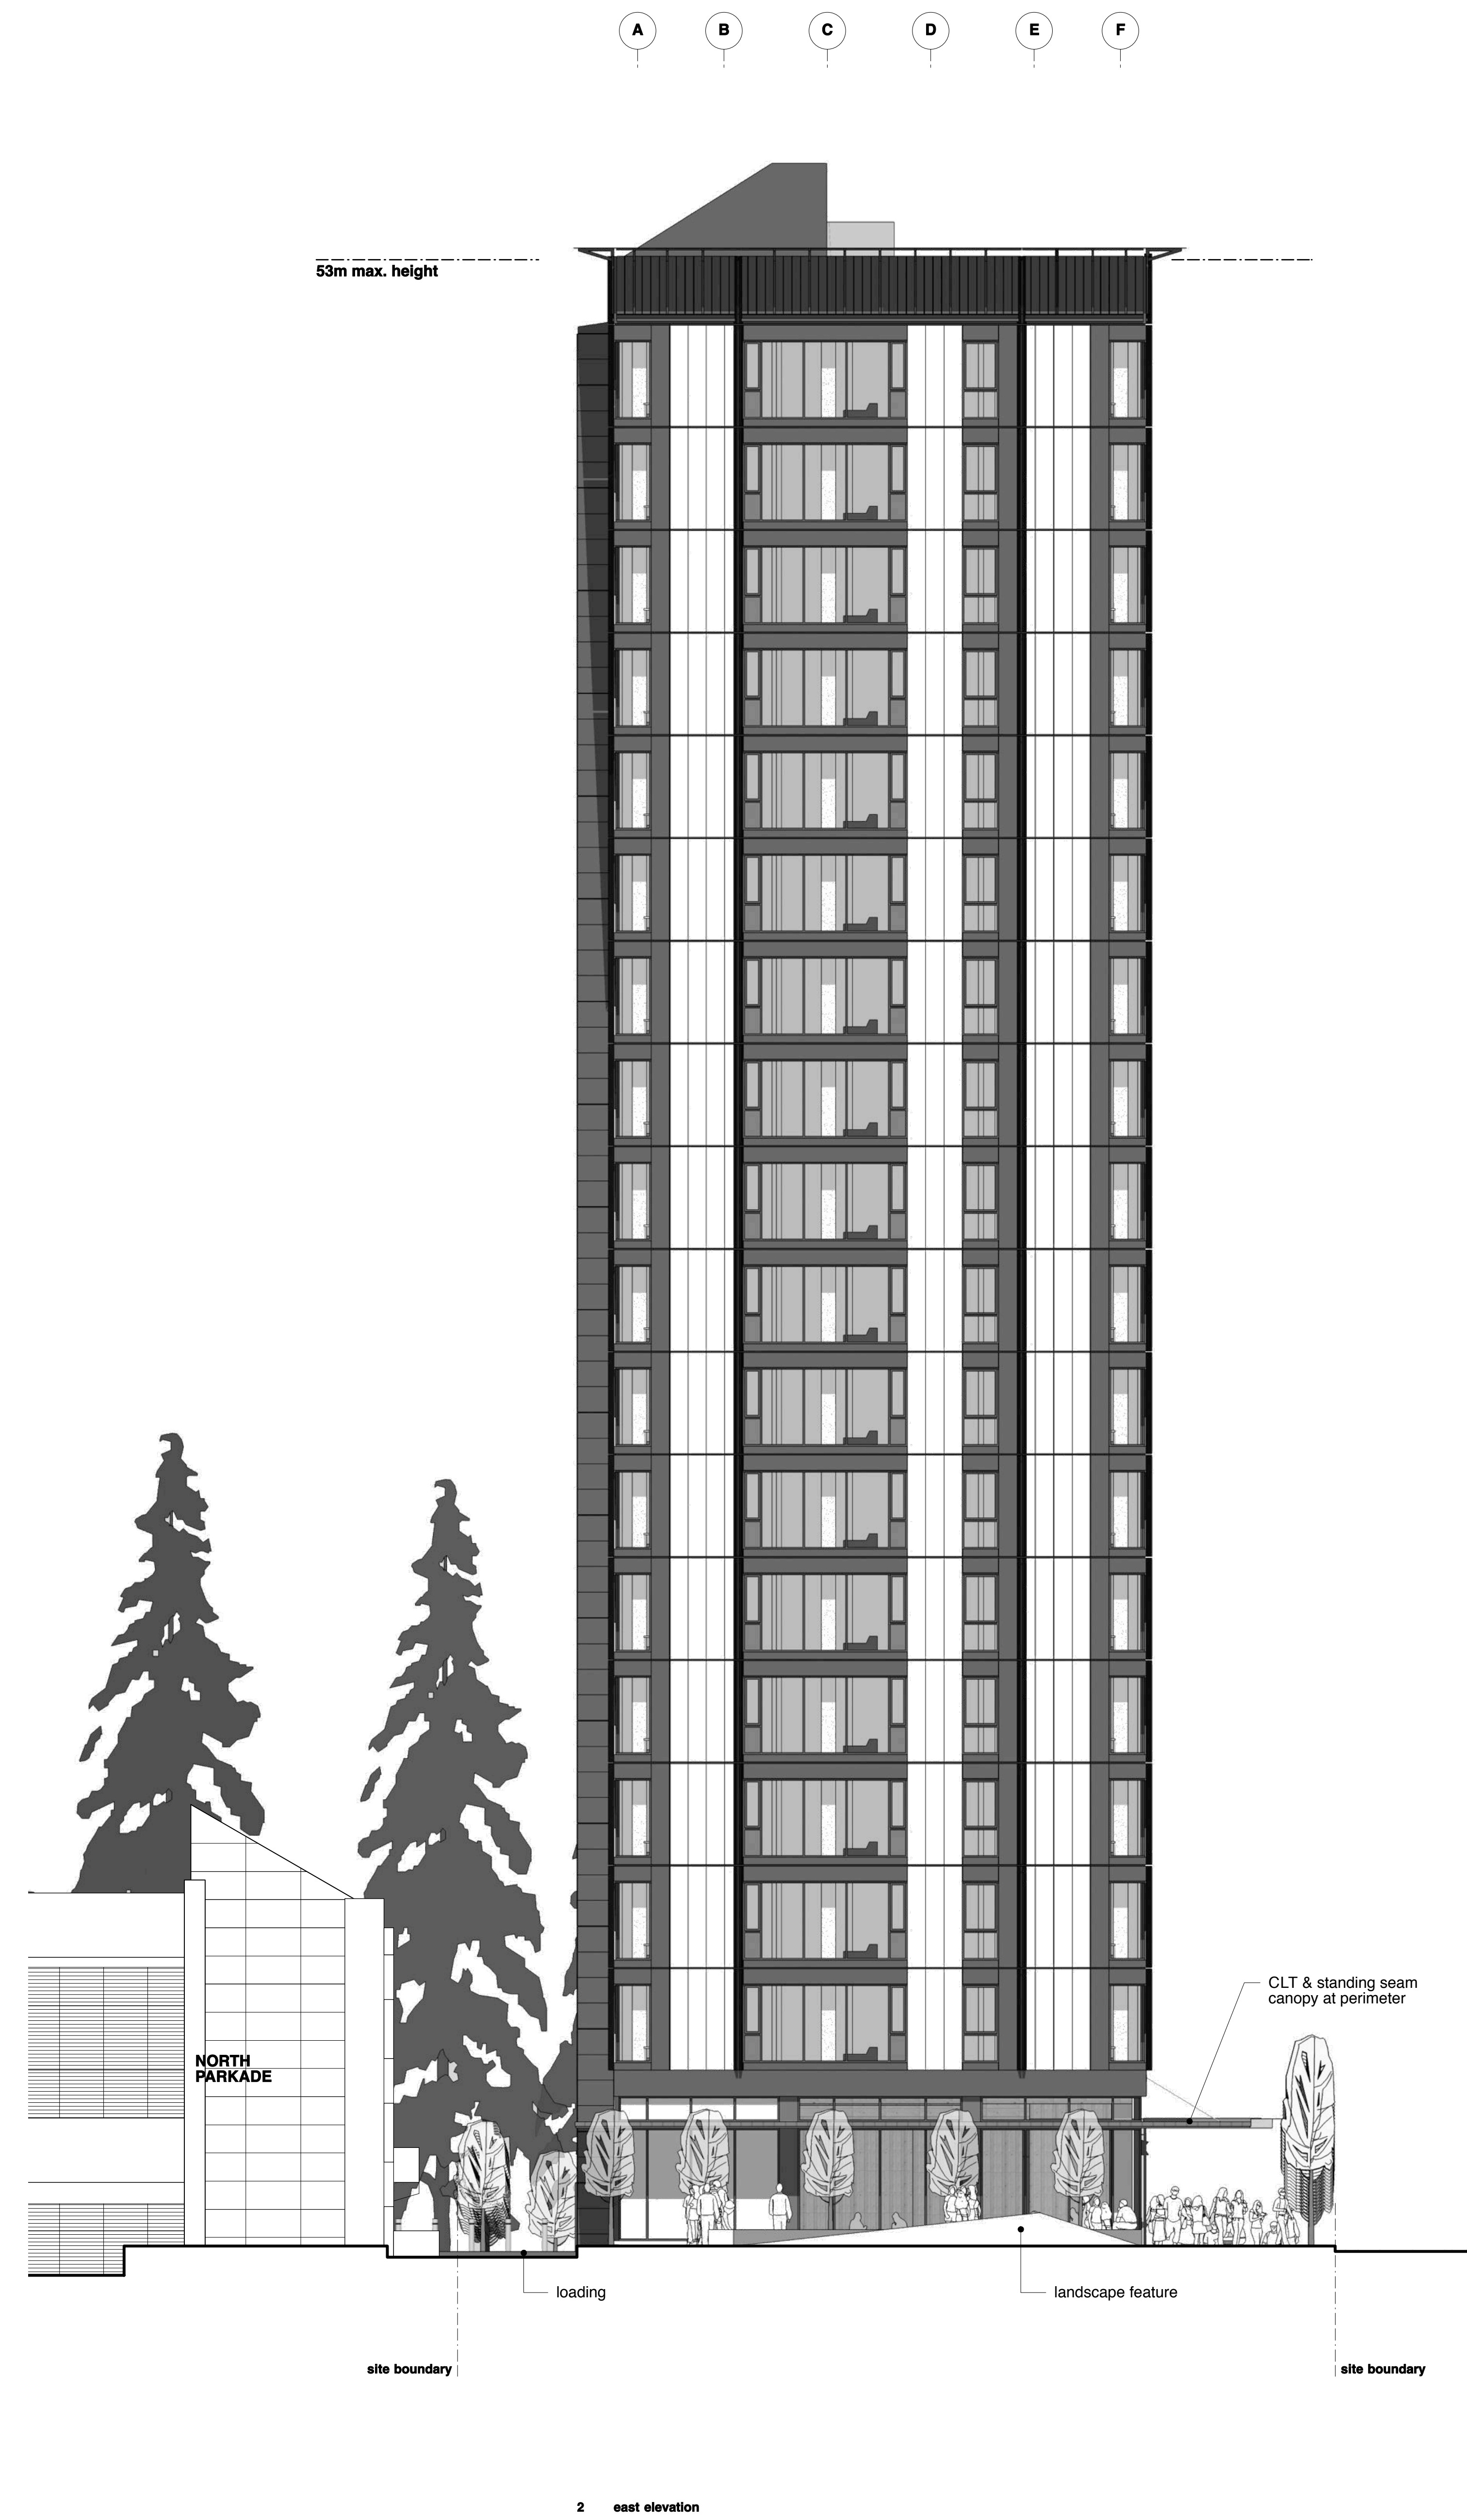 A B C D E F
53m max. height
CLT & standing seam
canopy at perimeter
NORTH
PARKADE
loading
landscape feature
site boundary
site boundary
2 east elevation